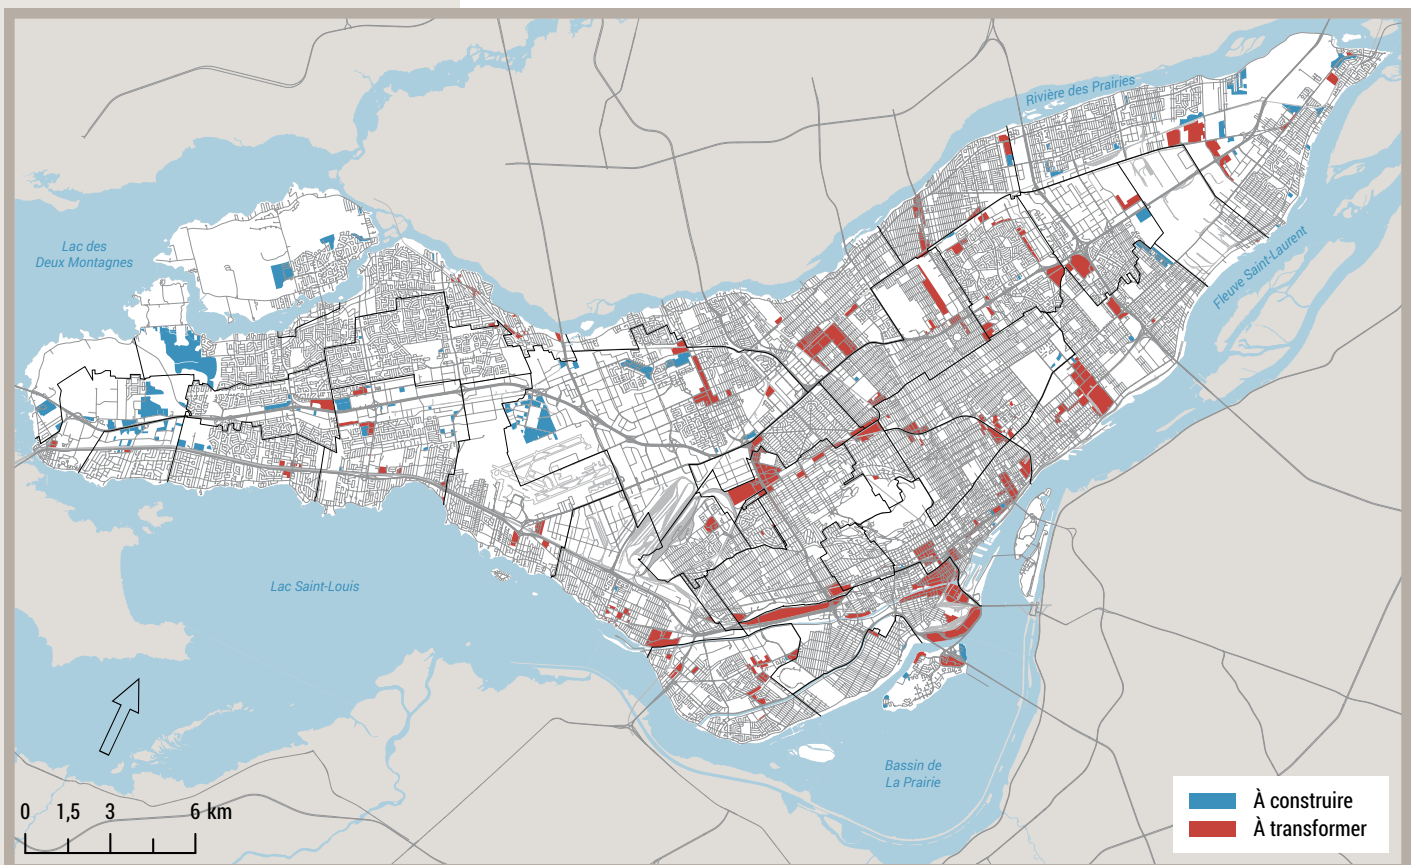 Rivière des Prairies
Lac des
Deux Montagnes
Fleuve Saint-Laurent
Lac Saint-Louis
Bassin de
La Prairie
0 1,5 3 6 km
À construire
À transformer